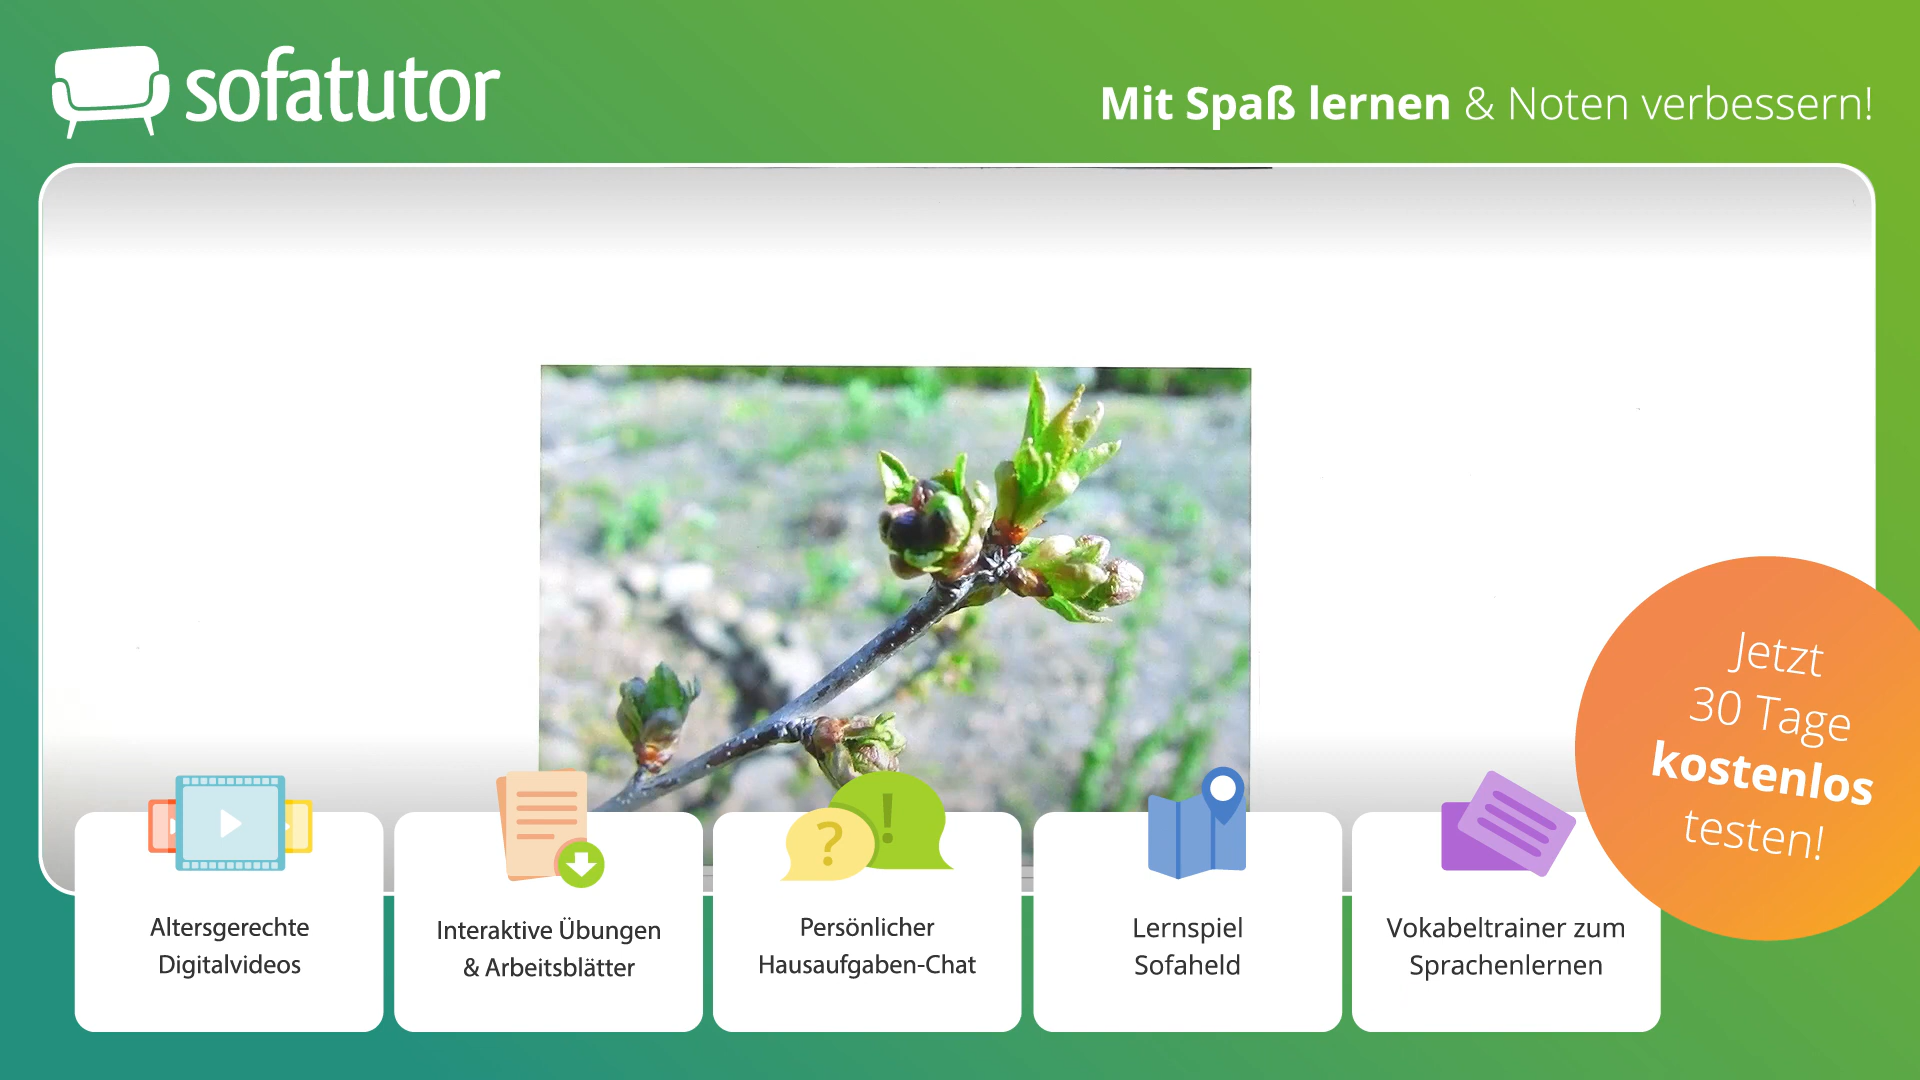 sofatutor
Mit Spaß lernen & Noten verbessern!
Jetzt
30 Tage
kostenlos
testen!
?
!
Altersgerechte
Digitalvideos
Interaktive Übungen
& Arbeitsblätter
Persönlicher
Hausaufgaben-Chat
Lernspiel
Sofaheld
Vokabeltrainer zum
Sprachenlernen